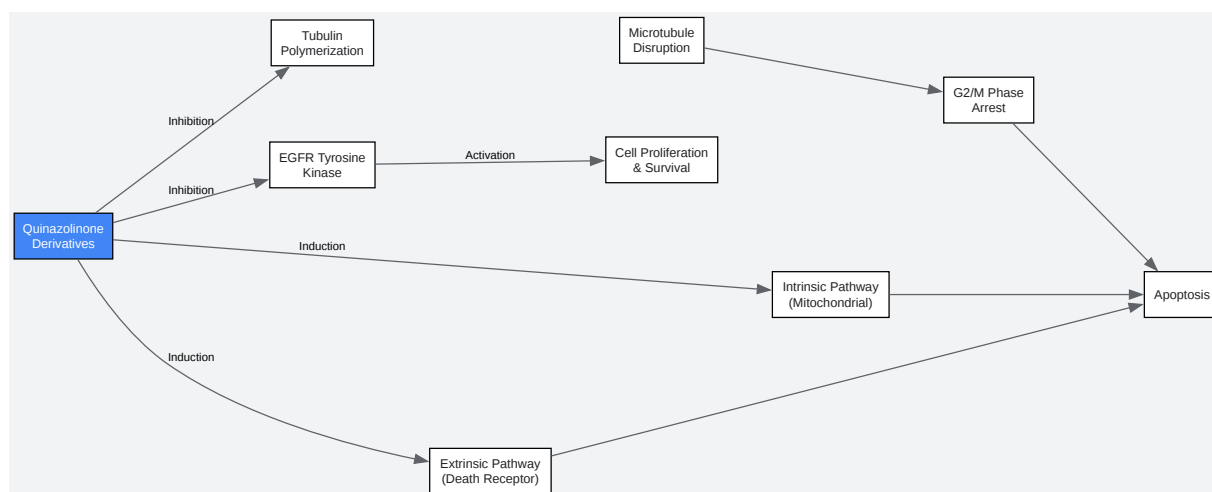 Tubulin
Polymerization
Microtubule
Disruption
G2/M Phase
Arrest
Inhibition
EGFR Tyrosine
Kinase
Activation
Cell Proliferation
& Survival
Inhibition
Quinazolinone
Derivatives
Induction
Intrinsic Pathway
(Mitochondrial)
Apoptosis
Induction
Extrinsic Pathway
(Death Receptor)